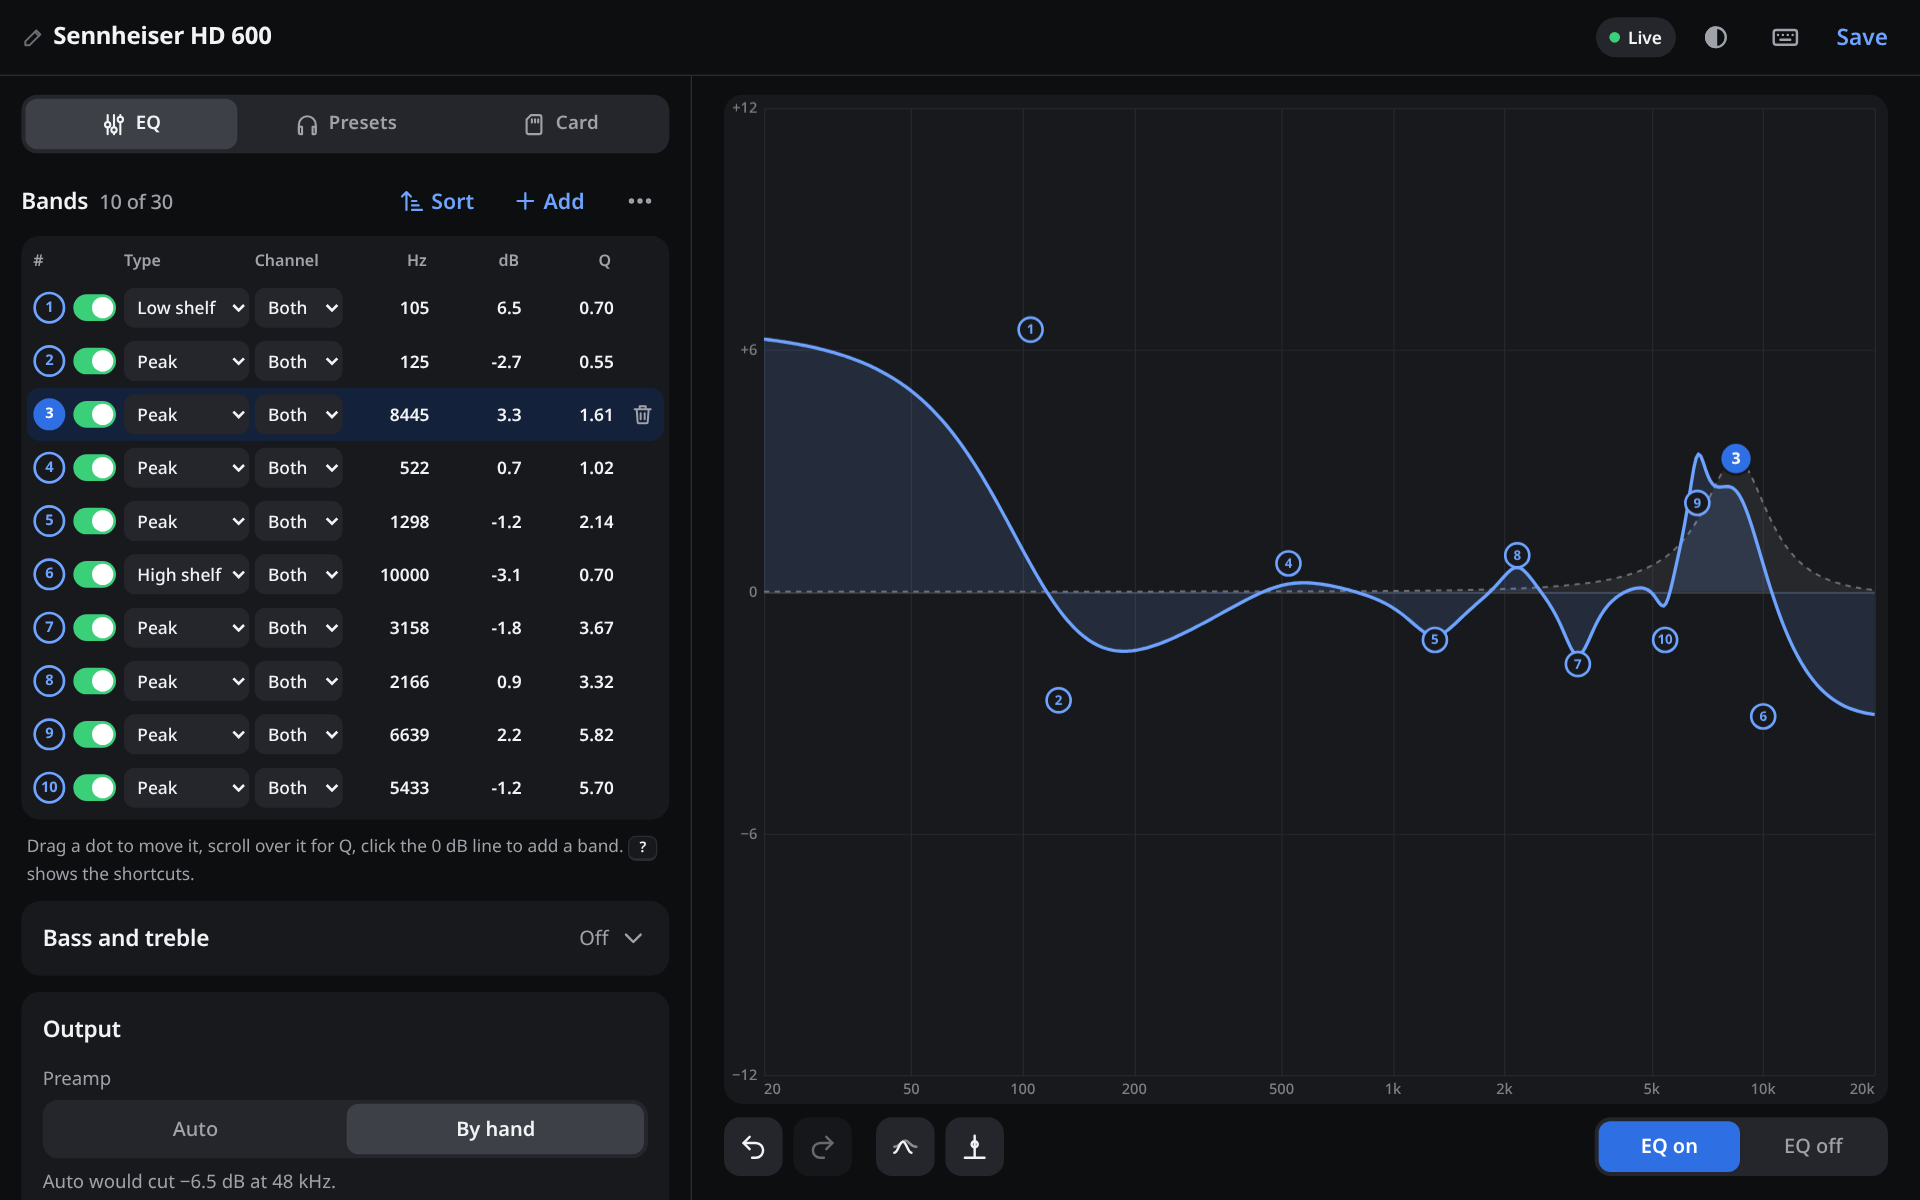 Sennheiser HD 600
Live
Save
EQ
Presets
Card
Bands 10 of 30
Sort
Add
# Type Channel Hz dB Q
1 Low shelf Both 105 6.5 0.70
2 Peak Both 125 -2.7 0.55
3 Peak Both 8445 3.3 1.61
4 Peak Both 522 0.7 1.02
5 Peak Both 1298 -1.2 2.14
6 High shelf Both 10000 -3.1 0.70
7 Peak Both 3158 -1.8 3.67
8 Peak Both 2166 0.9 3.32
9 Peak Both 6639 2.2 5.82
10 Peak Both 5433 -1.2 5.70
Drag a dot to move it, scroll over it for Q, click the 0 dB line to add a band. ?
shows the shortcuts.
Bass and treble Off
Output
Preamp
Auto By hand
Auto would cut −6.5 dB at 48 kHz.
+12
+6
0
−6
−12
1
2
3
4
5
6
7
8
9
10
20 50 100 200 500 1k 2k 5k 10k 20k
EQ on EQ off